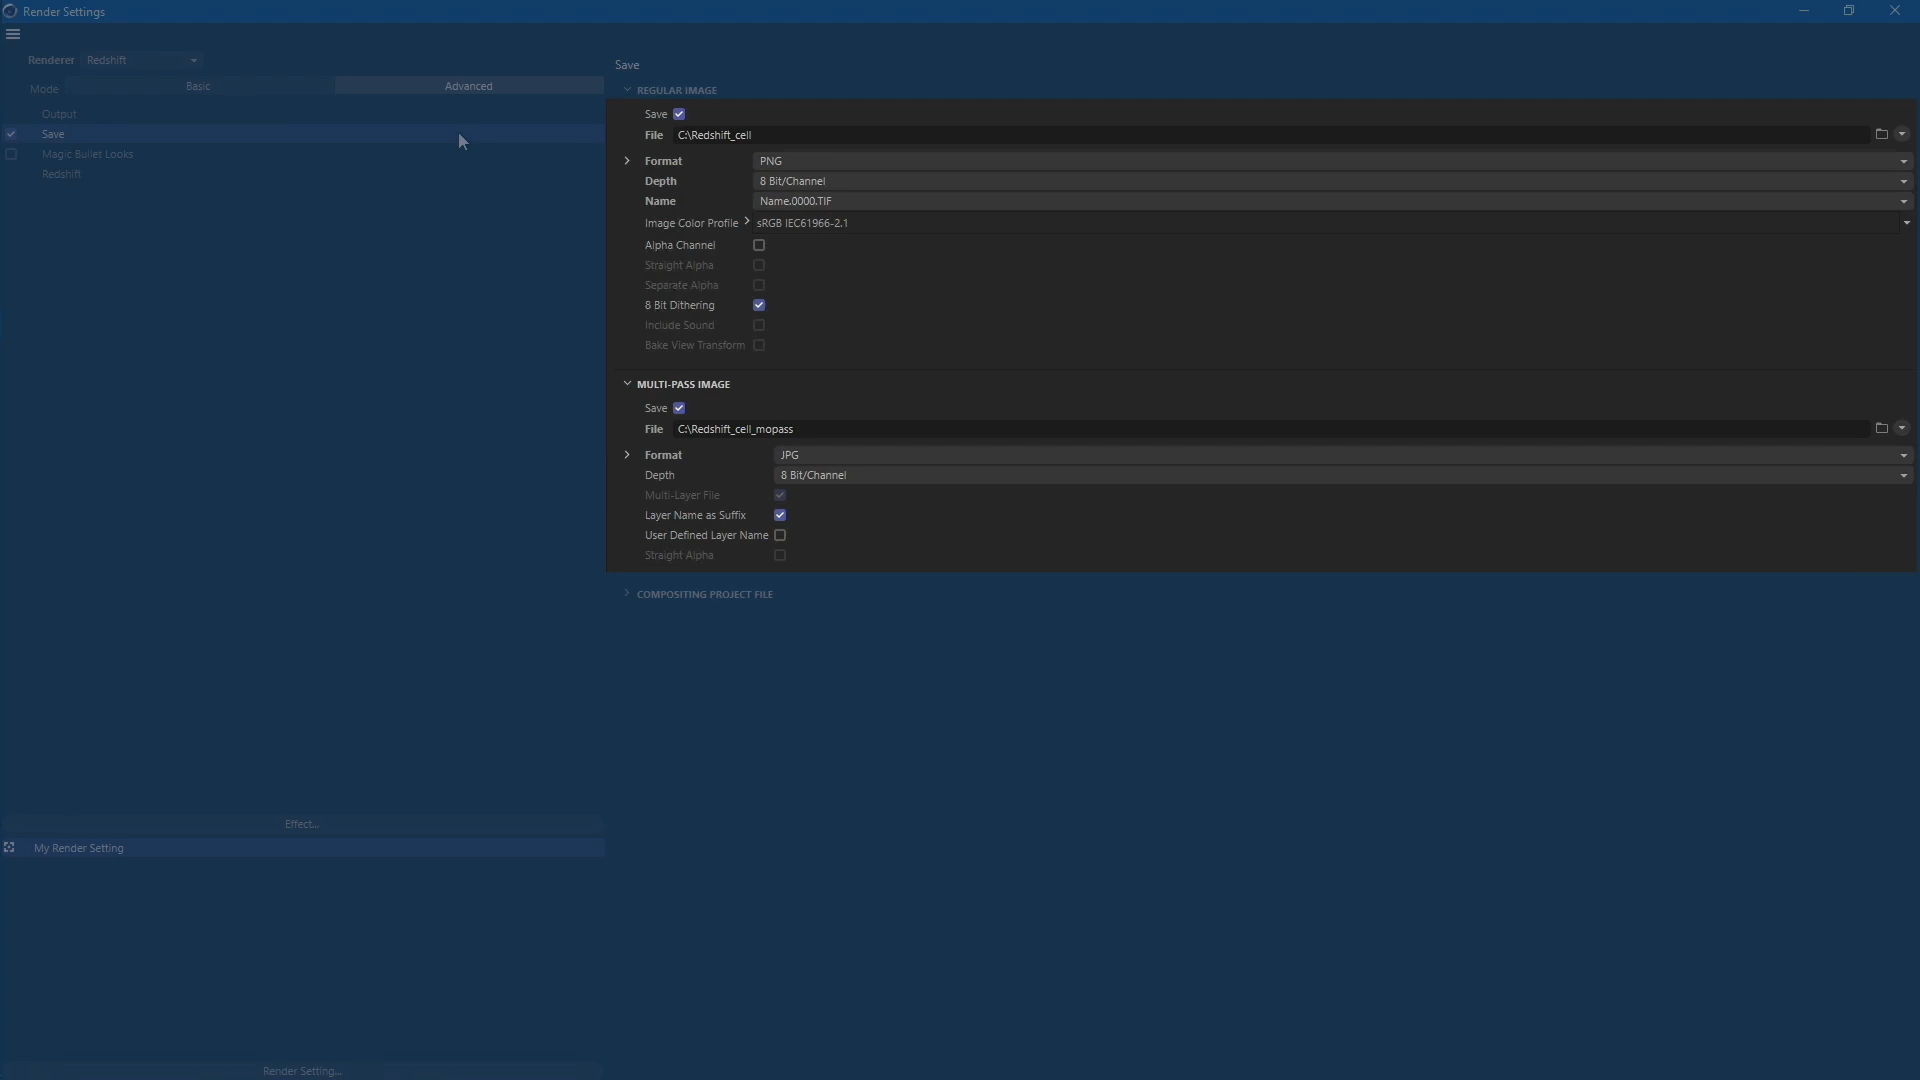 Render Settings
Renderer Redshift
Mode Basic Advanced
Output
Save
Magic Bullet Looks
Redshift
Effect...
My Render Setting
Render Setting...
Save
REGULAR IMAGE
Save
File C:\Redshift_cell
Format PNG
Depth 8 Bit/Channel
Name Name.0000.TIF
Image Color Profile sRGB IEC61966-2.1
Alpha Channel
Straight Alpha
Separate Alpha
8 Bit Dithering
Include Sound
Bake View Transform
MULTI-PASS IMAGE
Save
File C:\Redshift_cell_mopass
Format JPG
Depth 8 Bit/Channel
Multi-Layer File
Layer Name as Suffix
User Defined Layer Name
Straight Alpha
COMPOSITING PROJECT FILE